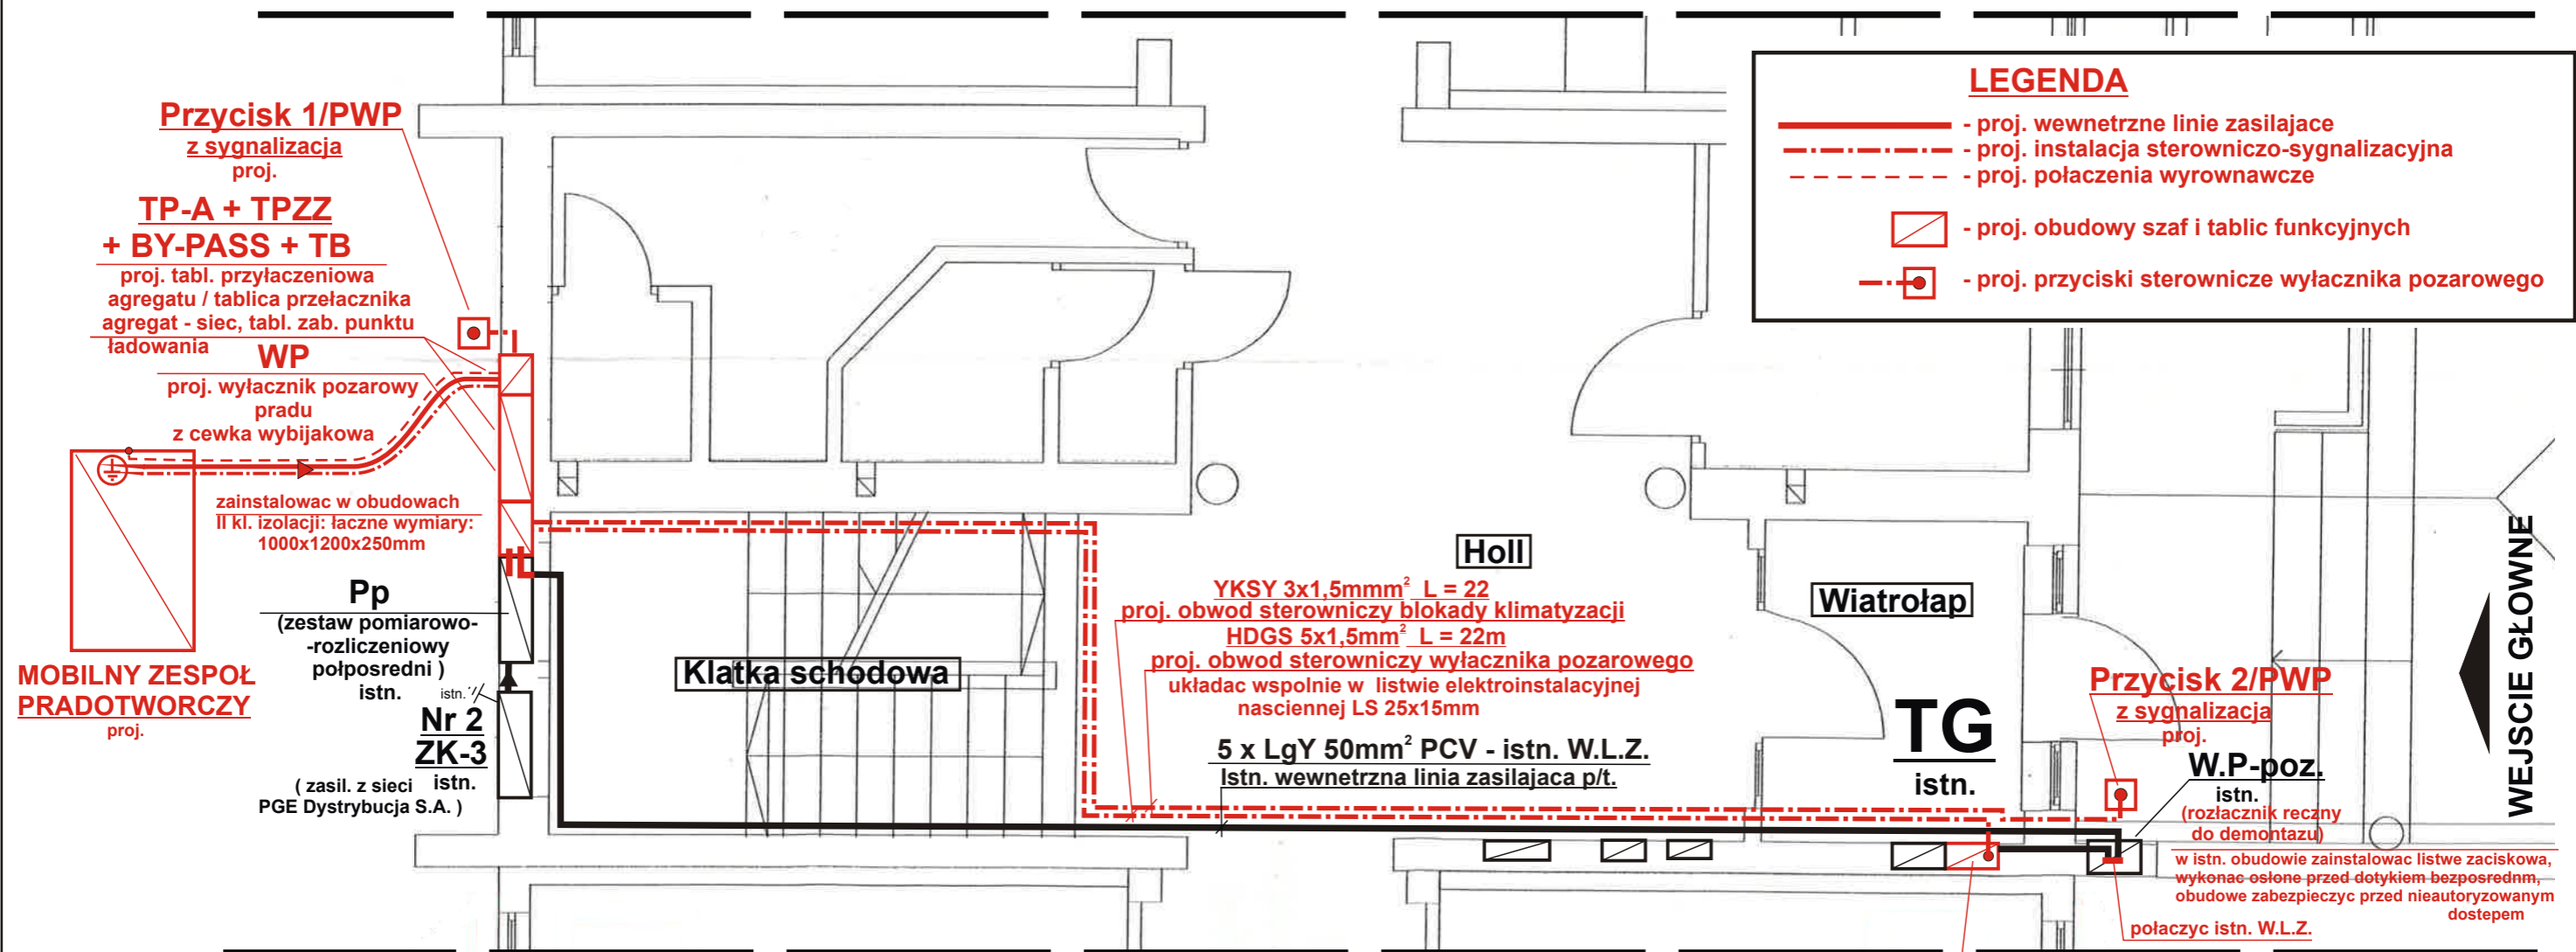 Przycisk 1/PWP
z sygnalizacja
proj.
TP-A + TPZZ
+ BY-PASS + TB
proj. tabl. przyłaczeniowa
agregatu / tablica przełacznika
agregat - siec, tabl. zab. punktu
ładowania
WP
proj. wyłacznik pozarowy
pradu
z cewka wybijakowa
zainstalowac w obudowach
II kl. izolacji: łaczne wymiary:
1000x1200x250mm
MOBILNY ZESPOŁ
PRADOTWORCZY
proj.
Pp
(zestaw pomiarowo-
-rozliczeniowy
połposredni )
istn.
istn.
Nr 2
ZK-3
istn.
( zasil. z sieci
PGE Dystrybucja S.A. )
Klatka schodowa
Holl
YKSY 3x1,5mmm² L = 22
proj. obwod sterowniczy blokady klimatyzacji
HDGS 5x1,5mm² L = 22m
proj. obwod sterowniczy wyłacznika pozarowego
układac wspolnie w listwie elektroinstalacyjnej
nasciennej LS 25x15mm
5 x LgY 50mm² PCV - istn. W.L.Z.
Istn. wewnetrzna linia zasilajaca p/t.
LEGENDA
- proj. wewnetrzne linie zasilajace
- proj. instalacja sterowniczo-sygnalizacyjna
- proj. połaczenia wyrownawcze
- proj. obudowy szaf i tablic funkcyjnych
- proj. przyciski sterownicze wyłacznika pozarowego
Wiatrołap
TG
istn.
Przycisk 2/PWP
z sygnalizacja
proj.
W.P-poz.
istn.
(rozłacznik reczny
do demontazu)
w istn. obudowie zainstalowac listwe zaciskowa,
wykonac osłone przed dotykiem bezposrednm,
obudowe zabezpieczyc przed nieautoryzowanym
dostepem
połaczyc istn. W.L.Z.
WEJSCIE GŁOWNE